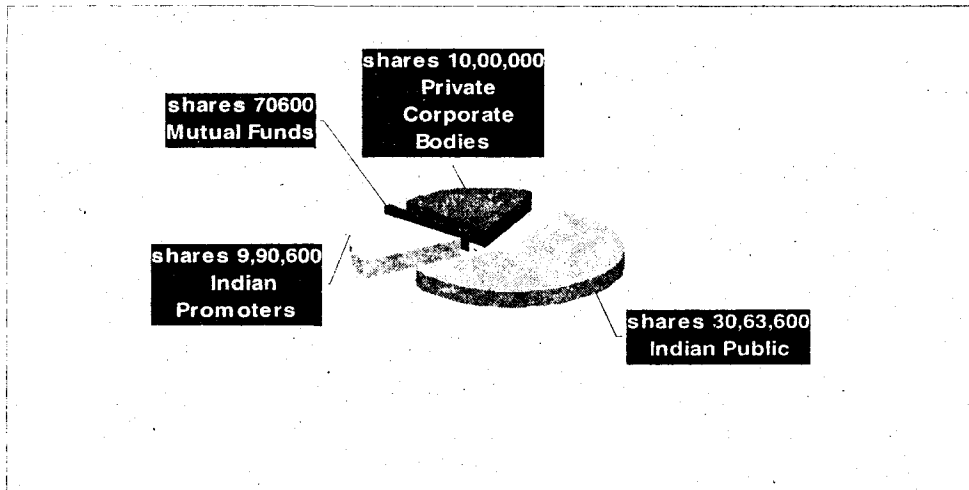 shares 10,00,000
Private
Corporate
Bodies
shares 70600
Mutual Funds
shares 9,90,600
Indian
Promoters
shares 30,63,600
Indian Public